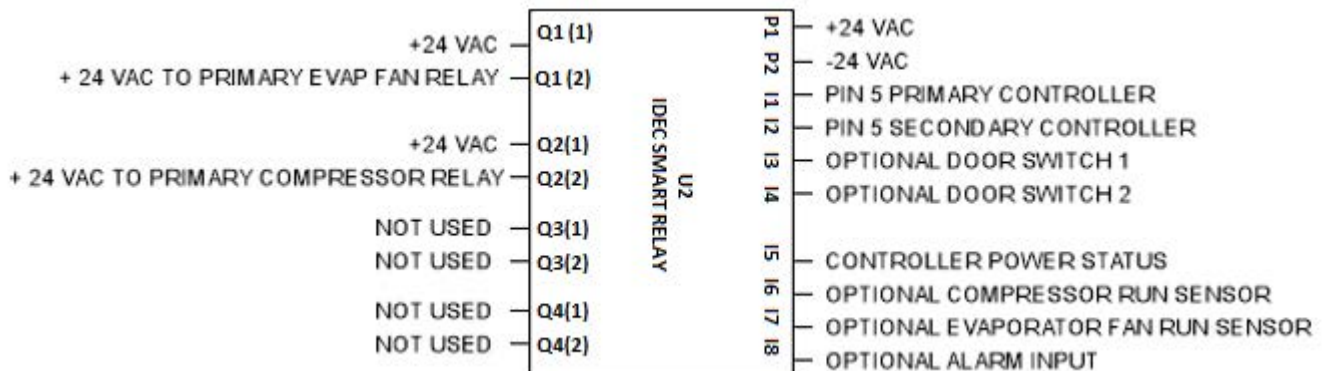 +24 VAC
+ 24 VAC TO PRIMARY EVAP FAN RELAY
+24 VAC
+ 24 VAC TO PRIMARY COMPRESSOR RELAY
NOT USED
NOT USED
NOT USED
NOT USED
Q1 (1)
Q1 (2)
Q2(1)
Q2(2)
Q3(1)
Q3(2)
Q4(1)
Q4(2)
U2
IDEC SMART RELAY
P1
P2
I1
I2
I3
I4
I5
I6
I7
I8
+24 VAC
-24 VAC
PIN 5 PRIMARY CONTROLLER
PIN 5 SECONDARY CONTROLLER
OPTIONAL DOOR SWITCH 1
OPTIONAL DOOR SWITCH 2
CONTROLLER POWER STATUS
OPTIONAL COMPRESSOR RUN SENSOR
OPTIONAL EVAPORATOR FAN RUN SENSOR
OPTIONAL ALARM INPUT